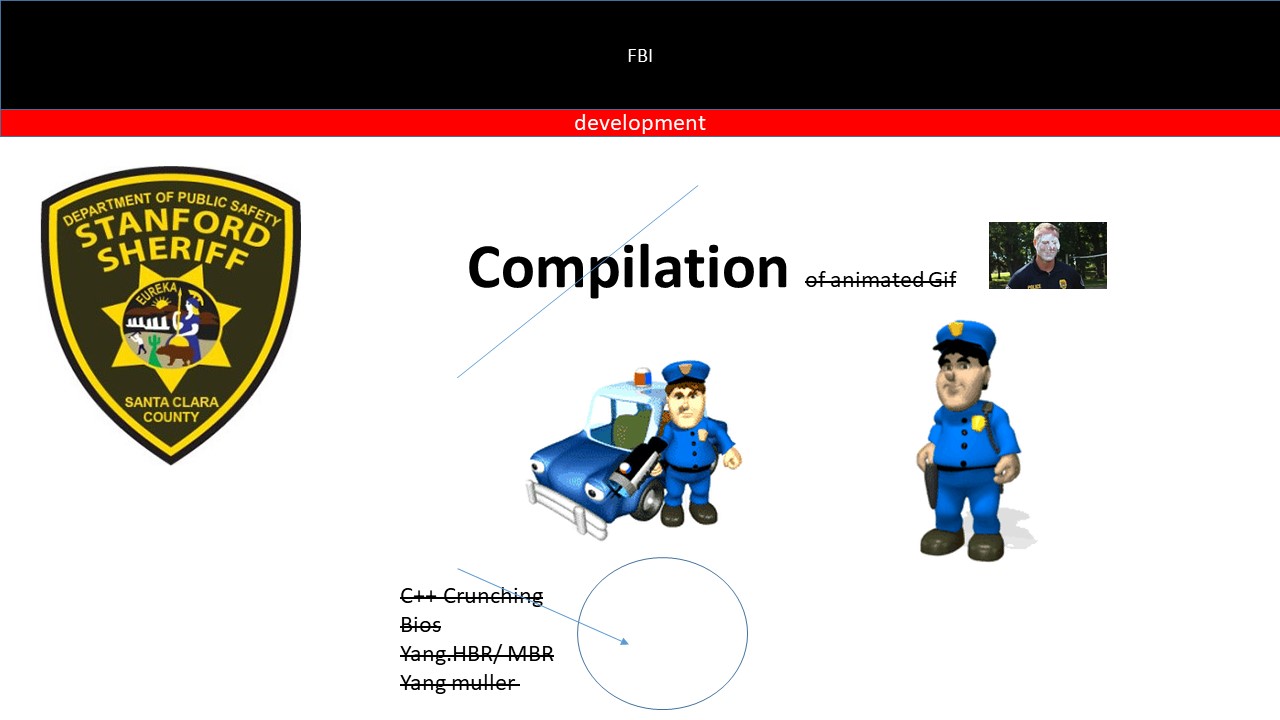 FBI
development
DEPARTMENT OF PUBLIC SAFETY
STANFORD
SHERIFF
EUREKA
SANTA CLARA
COUNTY
Compilation of animated Gif
POLICE
C++ Crunching
Bios
Yang.HBR/ MBR
Yang muller